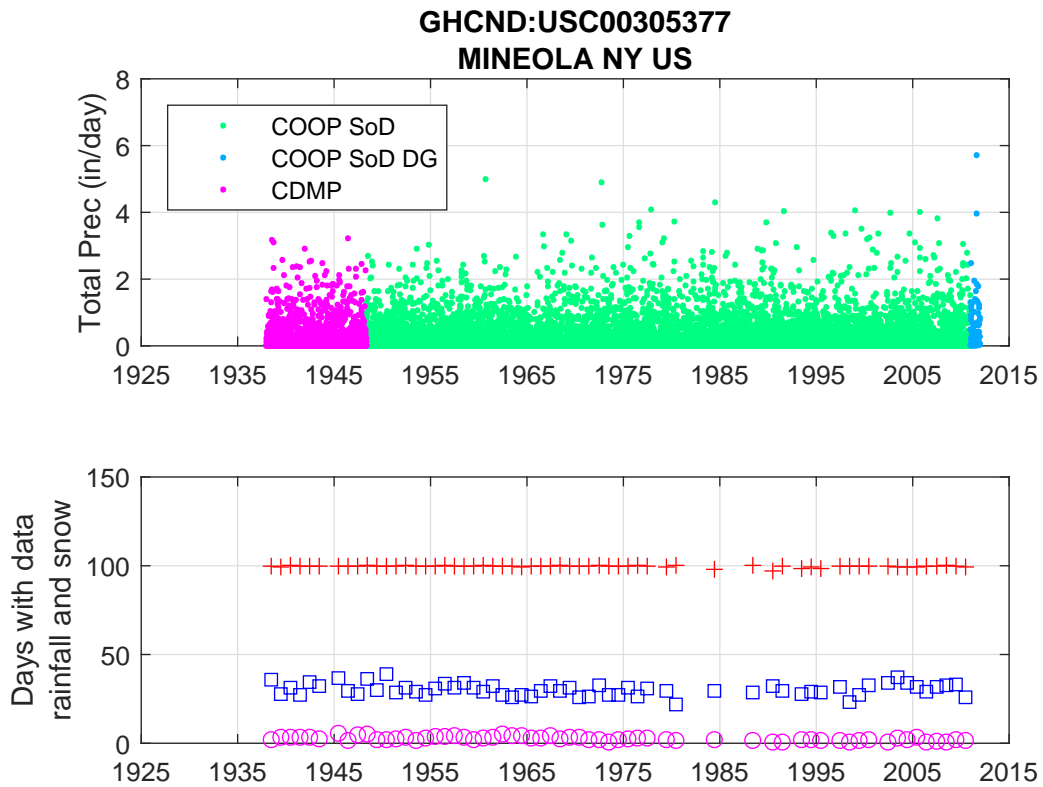 GHCND:USC00305377
MINEOLA NY US
Total Prec (in/day)
8
6
4
2
0
COOP SoD
COOP SoD DG
CDMP
1925 1935 1945 1955 1965 1975 1985 1995 2005 2015
Days with data
rainfall and snow
150
100
50
0
1925 1935 1945 1955 1965 1975 1985 1995 2005 2015